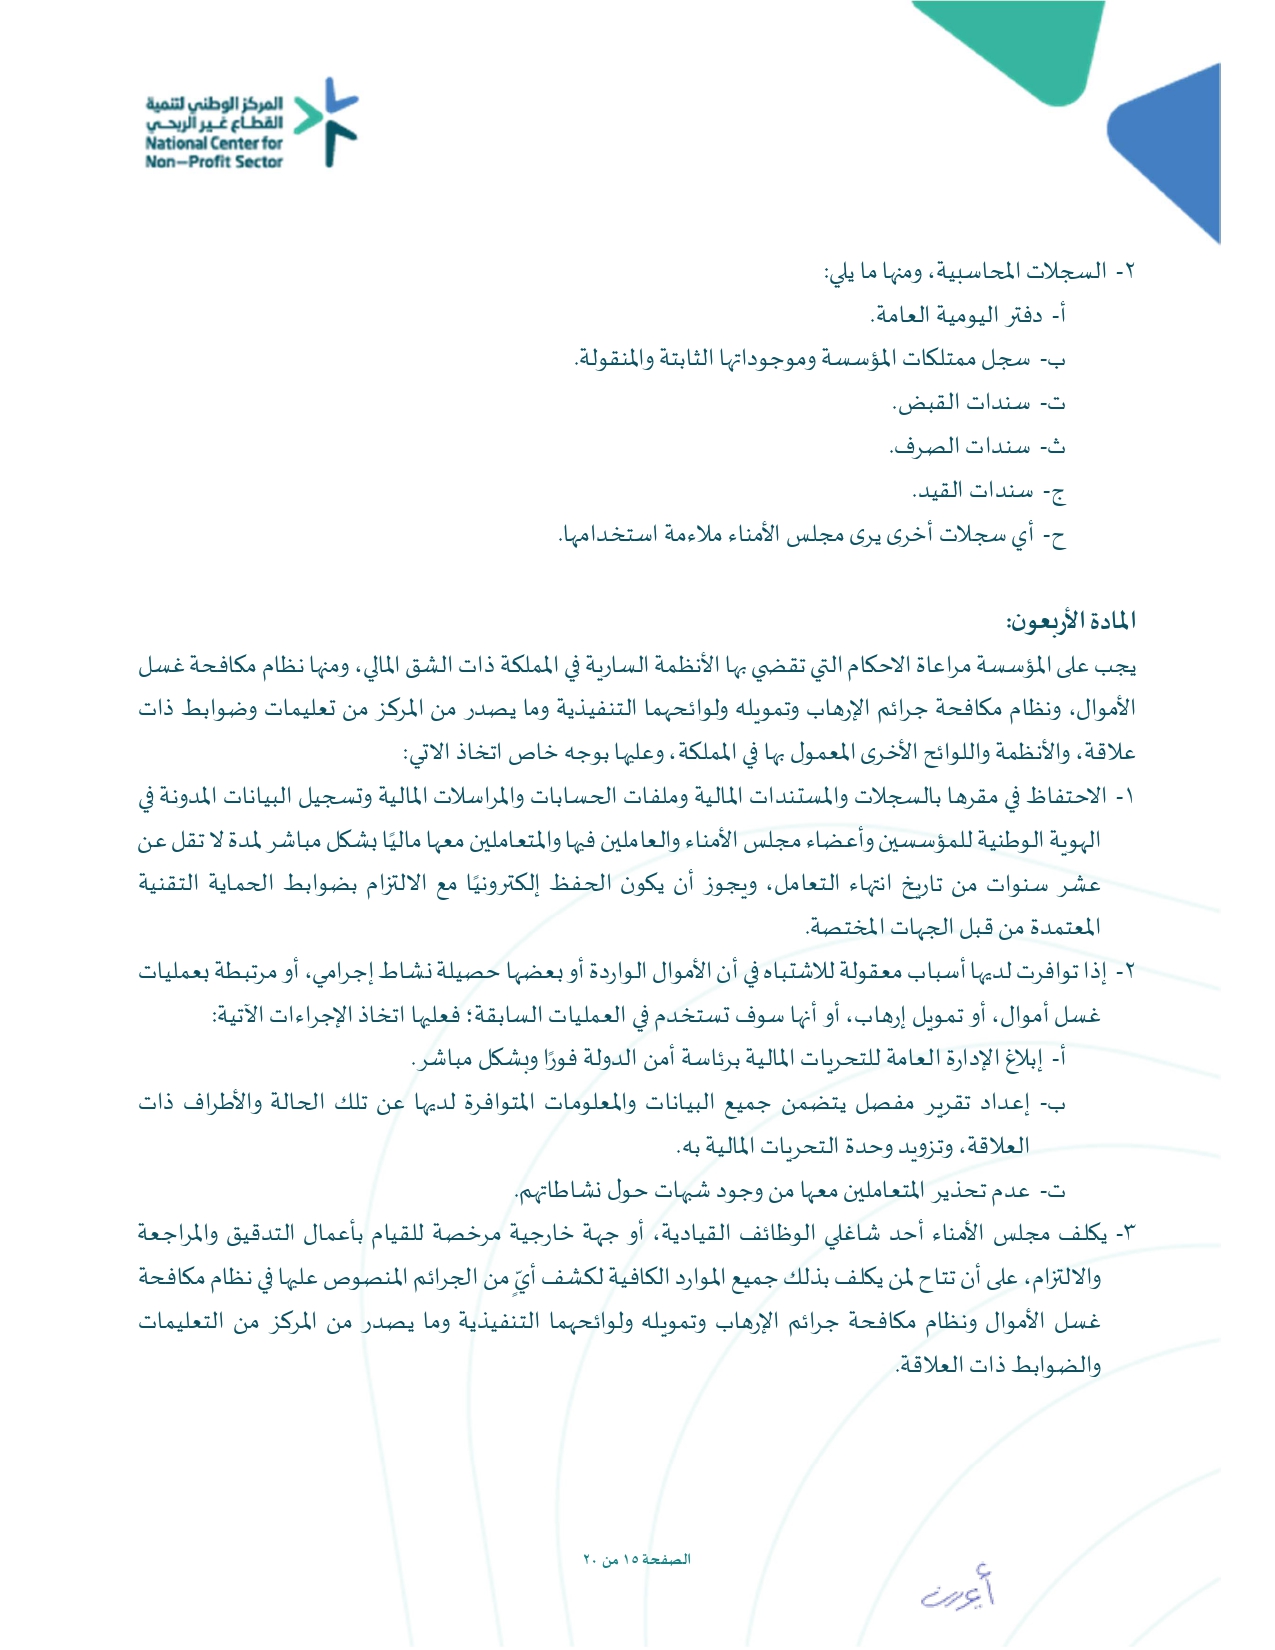 المركز الوطني لتنمية
القطاع غير الربحي
National Center for
Non-Profit Sector
٢- السجلات المحاسبية، ومنها ما يلي:
أ- دفتر اليومية العامة.
ب- سجل ممتلكات المؤسسة وموجوداتها الثابتة والمنقولة.
ت- سندات القبض.
ث- سندات الصرف.
ج- سندات القيد.
ح- أي سجلات أخرى يرى مجلس الأمناء ملاءمة استخدامها.
المادة الأربعون:
يجب على المؤسسة مراعاة الاحكام التي تقضي بها الأنظمة السارية في المملكة ذات الشق المالي، ومنها نظام مكافحة غسل
الأموال، ونظام مكافحة جرائم الإرهاب وتمويله ولوائحهما التنفيذية وما يصدر من المركز من تعليمات وضوابط ذات
علاقة، والأنظمة واللوائح الأخرى المعمول بها في المملكة، وعليها بوجه خاص اتخاذ الاتي:
١- الاحتفاظ في مقرها بالسجلات والمستندات المالية وملفات الحسابات والمراسلات المالية وتسجيل البيانات المدونة في
الهوية الوطنية للمؤسسين وأعضاء مجلس الأمناء والعاملين فيها والمتعاملين معها ماليًا بشكل مباشر لمدة لا تقل عن
عشر سنوات من تاريخ انتهاء التعامل، ويجوز أن يكون الحفظ إلكترونيًا مع الالتزام بضوابط الحماية التقنية
المعتمدة من قبل الجهات المختصة.
٢- إذا توافرت لديها أسباب معقولة للاشتباه في أن الأموال الواردة أو بعضها حصيلة نشاط إجرامي، أو مرتبطة بعمليات
غسل أموال، أو تمويل إرهاب، أو أنها سوف تستخدم في العمليات السابقة؛ فعليها اتخاذ الإجراءات الآتية:
أ- إبلاغ الإدارة العامة للتحريات المالية برئاسة أمن الدولة فورًا وبشكل مباشر.
ب- إعداد تقرير مفصل يتضمن جميع البيانات والمعلومات المتوافرة لديها عن تلك الحالة والأطراف ذات
العلاقة، وتزويد وحدة التحريات المالية به.
ت- عدم تحذير المتعاملين معها من وجود شبهات حول نشاطاتهم.
٣- يكلف مجلس الأمناء أحد شاغلي الوظائف القيادية، أو جهة خارجية مرخصة للقيام بأعمال التدقيق والمراجعة
والالتزام، على أن تتاح لمن يكلف بذلك جميع الموارد الكافية لكشف أيٍّ من الجرائم المنصوص عليها في نظام مكافحة
غسل الأموال ونظام مكافحة جرائم الإرهاب وتمويله ولوائحهما التنفيذية وما يصدر من المركز من التعليمات
والضوابط ذات العلاقة.
الصفحة ١٥ من ٢٠